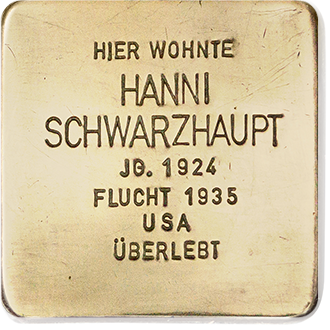 HIER WOHNTE
HANNI
SCHWARZHAUPT
JG. 1924
FLUCHT 1935
USA
ÜBERLEBT